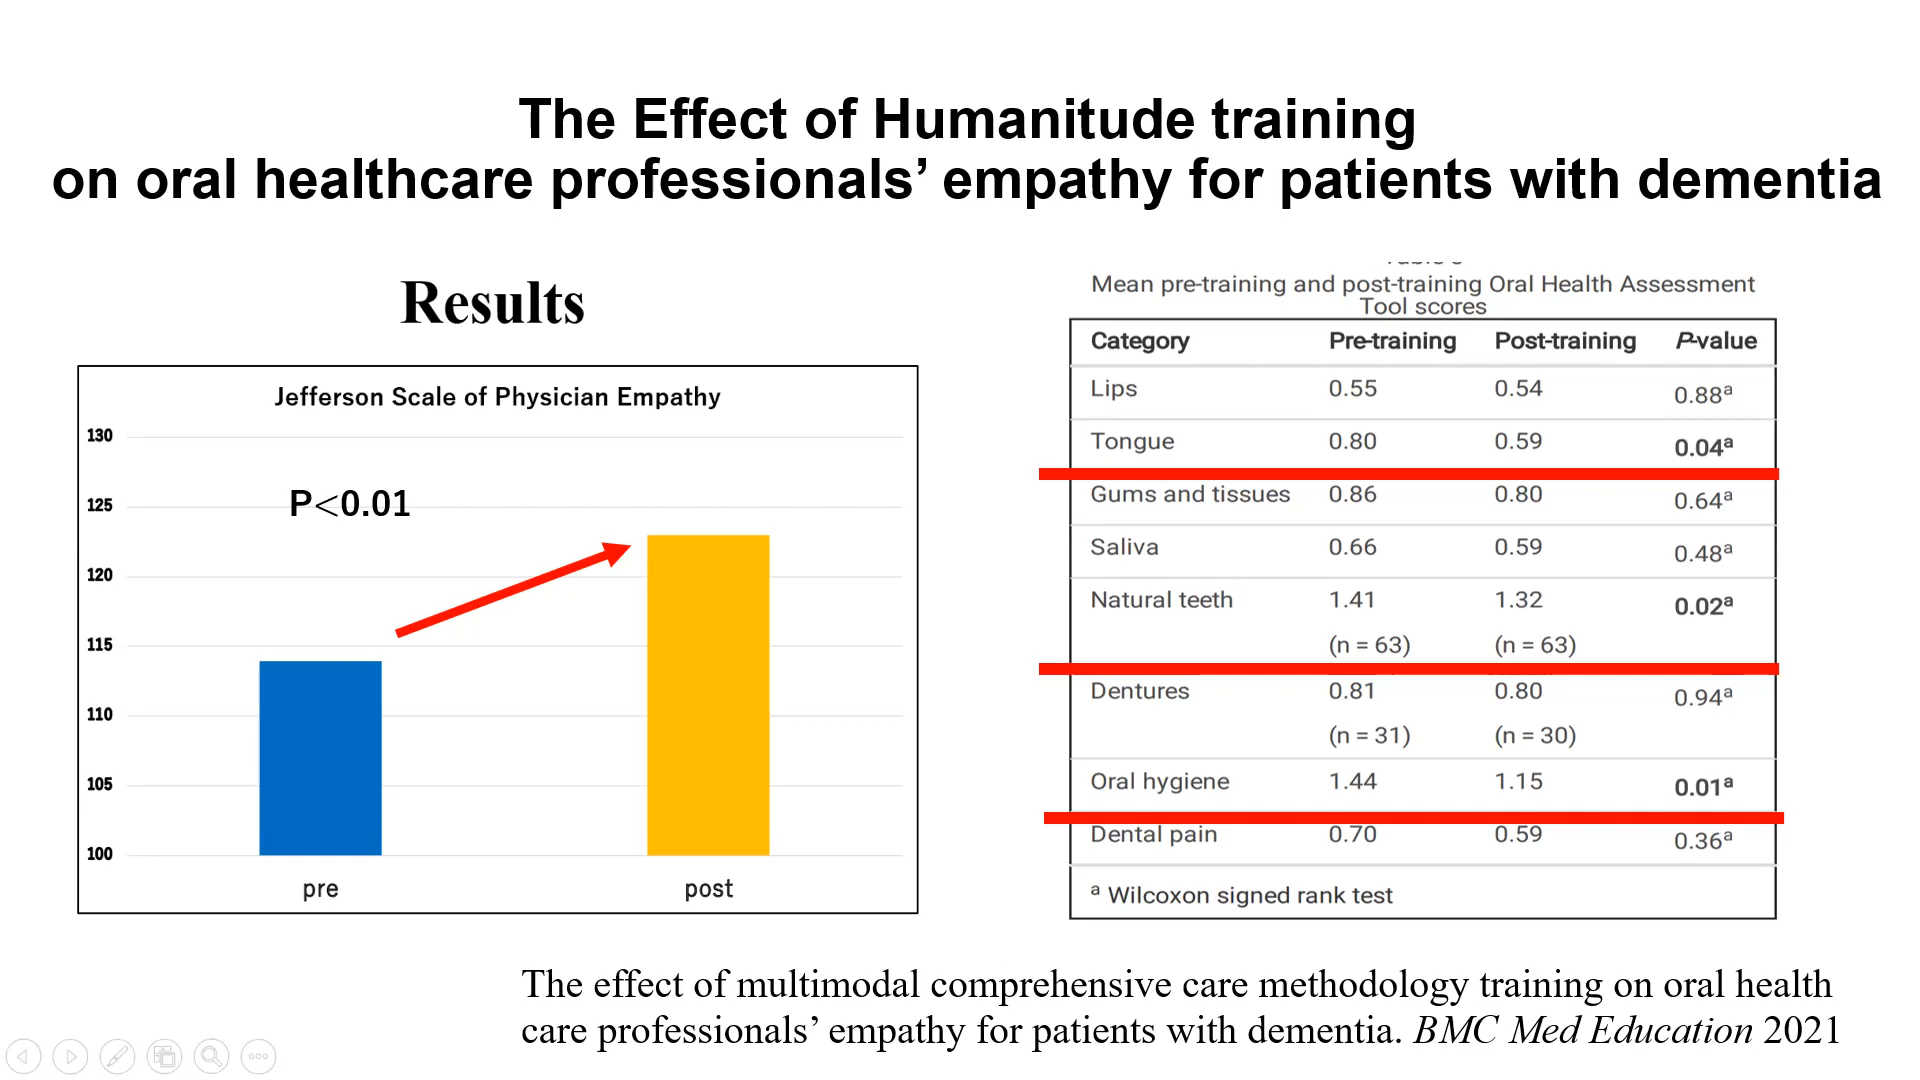 The Effect of Humanitude training
on oral healthcare professionals’ empathy for patients with dementia
Results
Jefferson Scale of Physician Empathy
130
125
120
115
110
105
100
P<0.01
pre post
Mean pre-training and post-training Oral Health Assessment
Tool scores
Category Pre-training Post-training P-value
Lips 0.55 0.54 0.88ᵃ
Tongue 0.80 0.59 0.04ᵃ
Gums and tissues 0.86 0.80 0.64ᵃ
Saliva 0.66 0.59 0.48ᵃ
Natural teeth 1.41 1.32 0.02ᵃ
(n = 63) (n = 63)
Dentures 0.81 0.80 0.94ᵃ
(n = 31) (n = 30)
Oral hygiene 1.44 1.15 0.01ᵃ
Dental pain 0.70 0.59 0.36ᵃ
ᵃ Wilcoxon signed rank test
The effect of multimodal comprehensive care methodology training on oral health
care professionals’ empathy for patients with dementia. BMC Med Education 2021